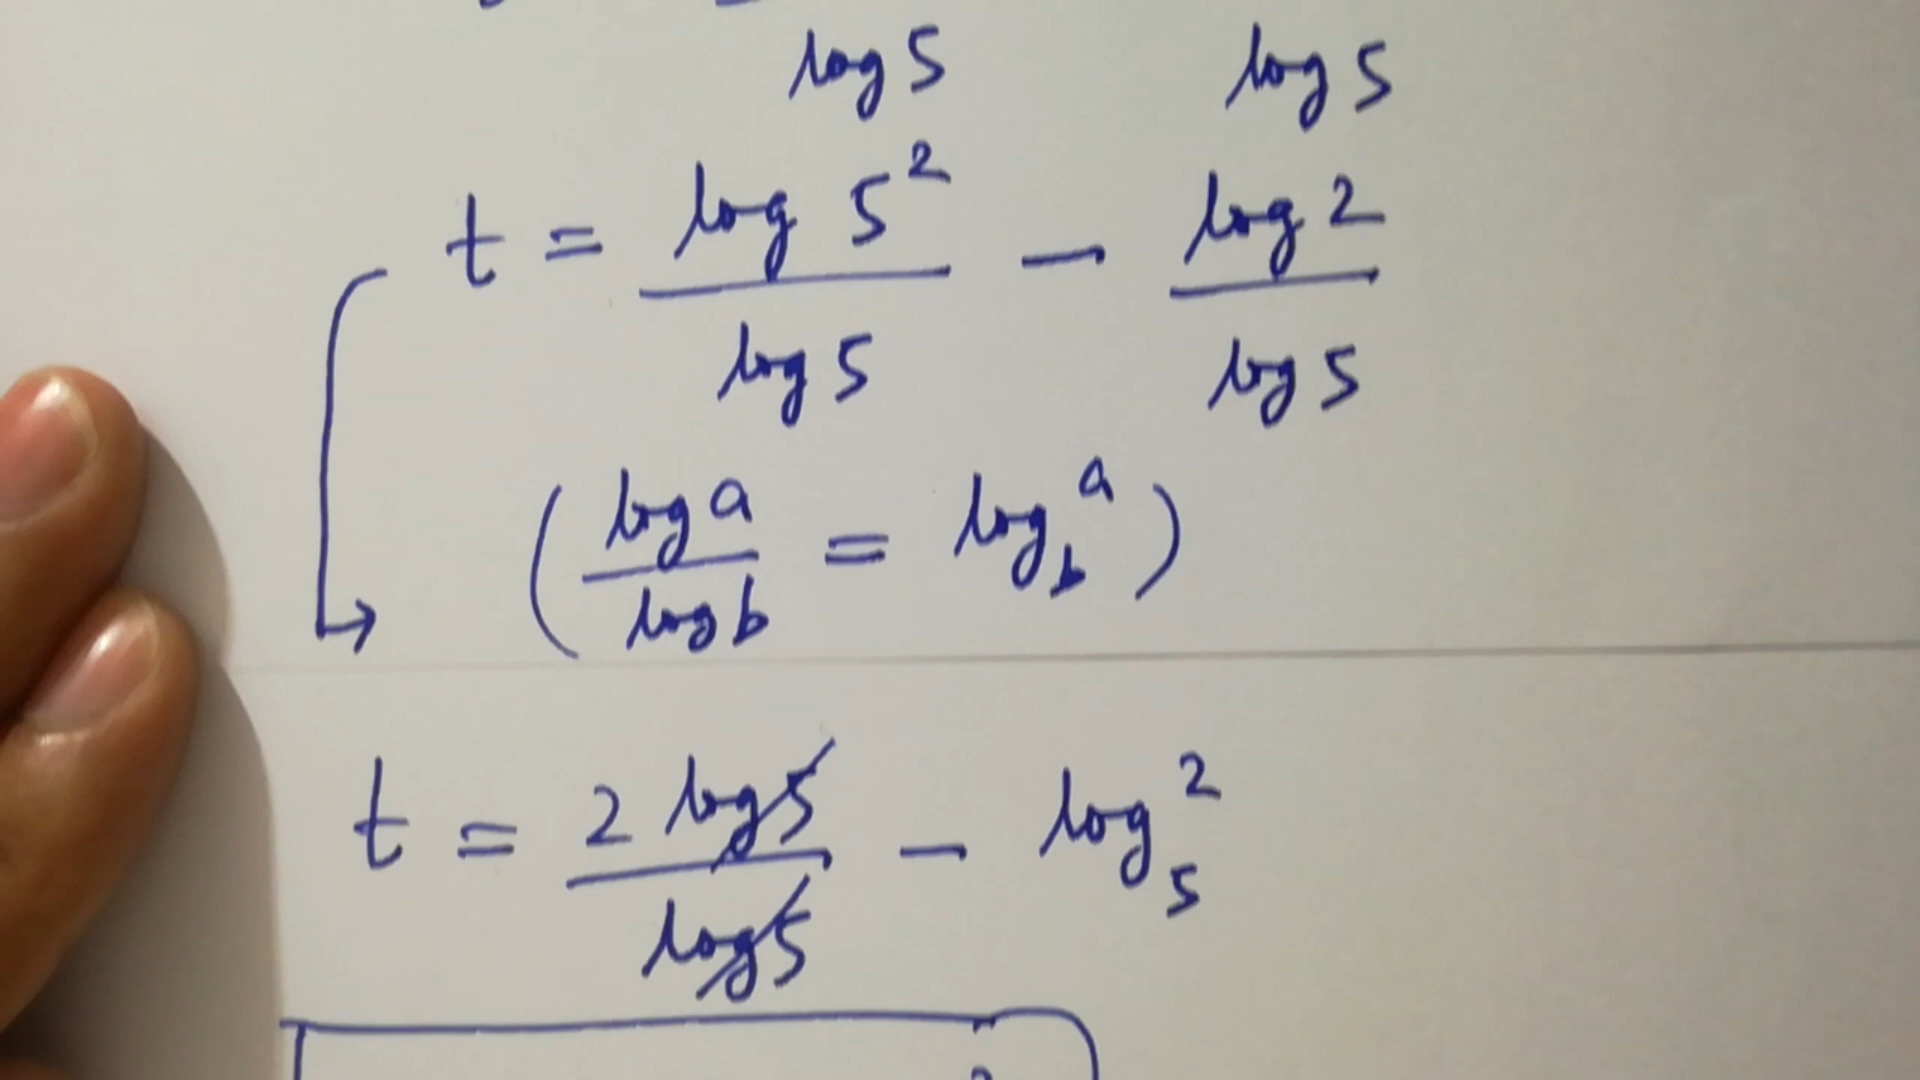 log 5 log 5
t = log 5² / log 5 − log 2 / log 5
( log a / log b = log_b^a )
t = 2 log 5 / log 5 − log_5^2